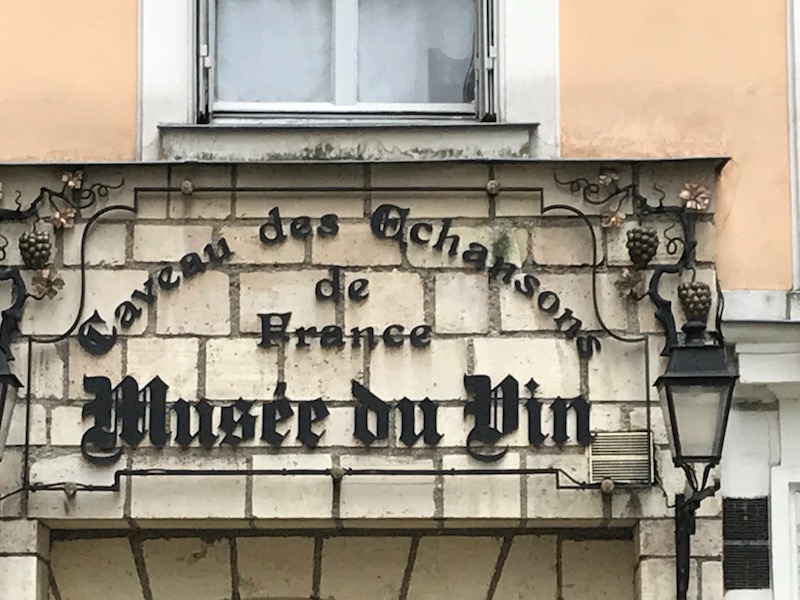 Caveau des Echansons
de
France
Musée du Vin